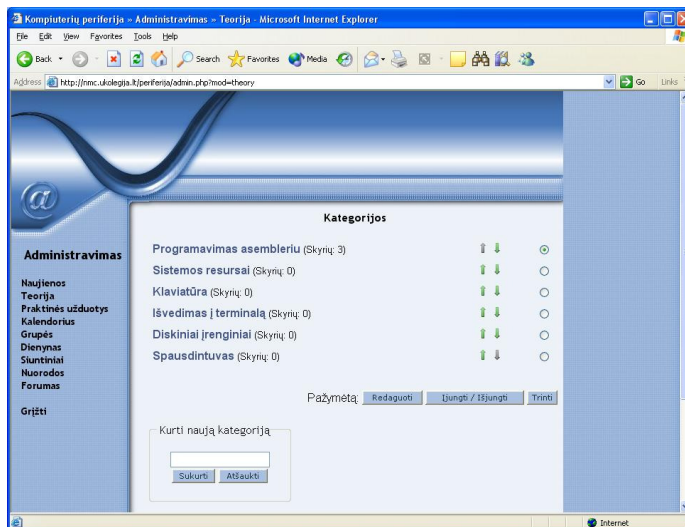 Kompiuterių periferija » Administravimas » Teorija - Microsoft Internet Explorer
File Edit View Favorites Tools Help
Back Search Favorites Media
Address http://nmc.ukolegija.lt/periferija/admin.php?mod=theory Go Links
@
Kategorijos
Administravimas
Naujienos
Teorija
Praktinės užduotys
Kalendorius
Grupės
Dienynas
Siuntiniai
Nuorodos
Forumas
Grįžti
Programavimas asembleriu (Skyrių: 3)
Sistemos resursai (Skyrių: 0)
Klaviatūra (Skyrių: 0)
Išvedimas į terminalą (Skyrių: 0)
Diskiniai įrenginiai (Skyrių: 0)
Spausdintuvas (Skyrių: 0)
Pažymėtą: Redaguoti Įjungti / Išjungti Trinti
Kurti naują kategoriją
Sukurti Atšaukti
Internet